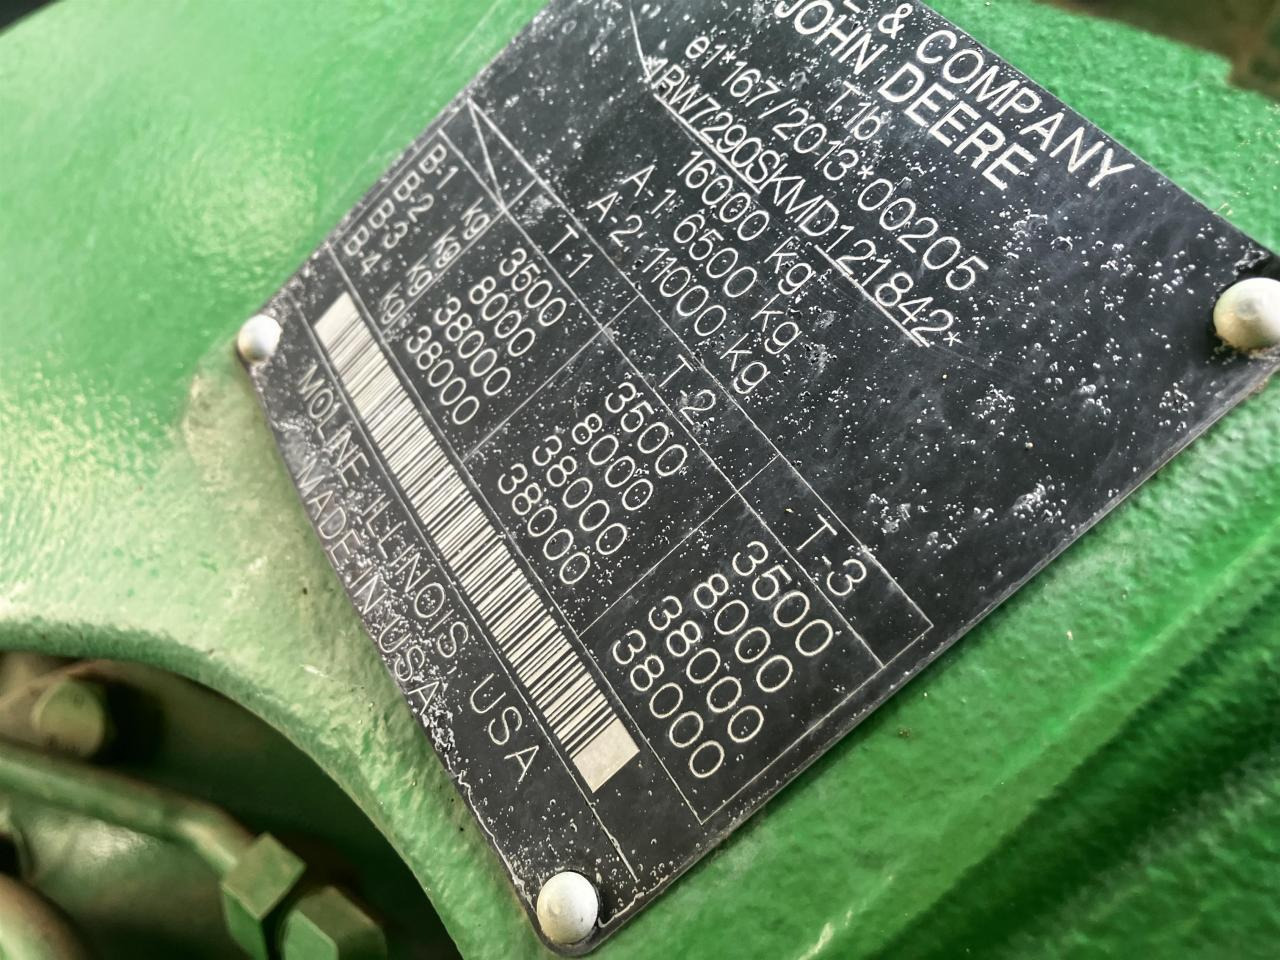 & COMPANY
JOHN DEERE
T1b
e1*167/2013*00205
*1RW7290SKMD121842*
16000 kg
A-1 6500 kg
A-2 11000 kg
T-1 T-2 T-3
B-1 kg 3500 3500 3500
B-2 kg 8000 8000 8000
B-3 kg 38000 38000 38000
B-4 kg 38000 38000 38000
MOLINE ILLINOIS, USA
MADE IN USA